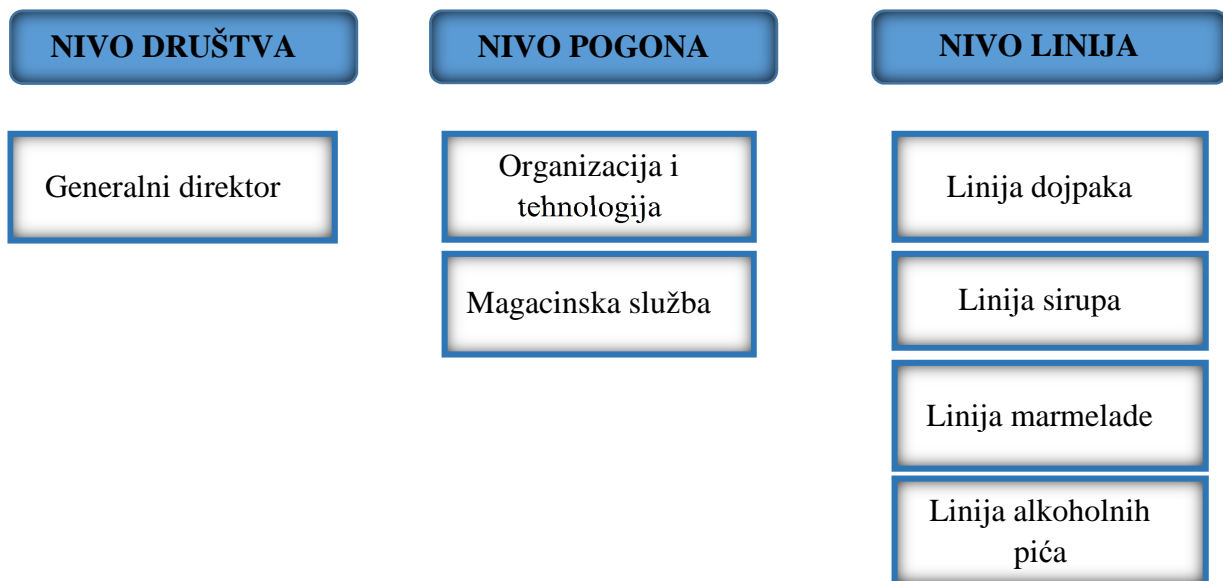 NIVO DRUŠTVA
Generalni direktor
NIVO POGONA
Organizacija i
tehnologija
Magacinska služba
NIVO LINIJA
Linija dojpaka
Linija sirupa
Linija marmelade
Linija alkoholnih
pića